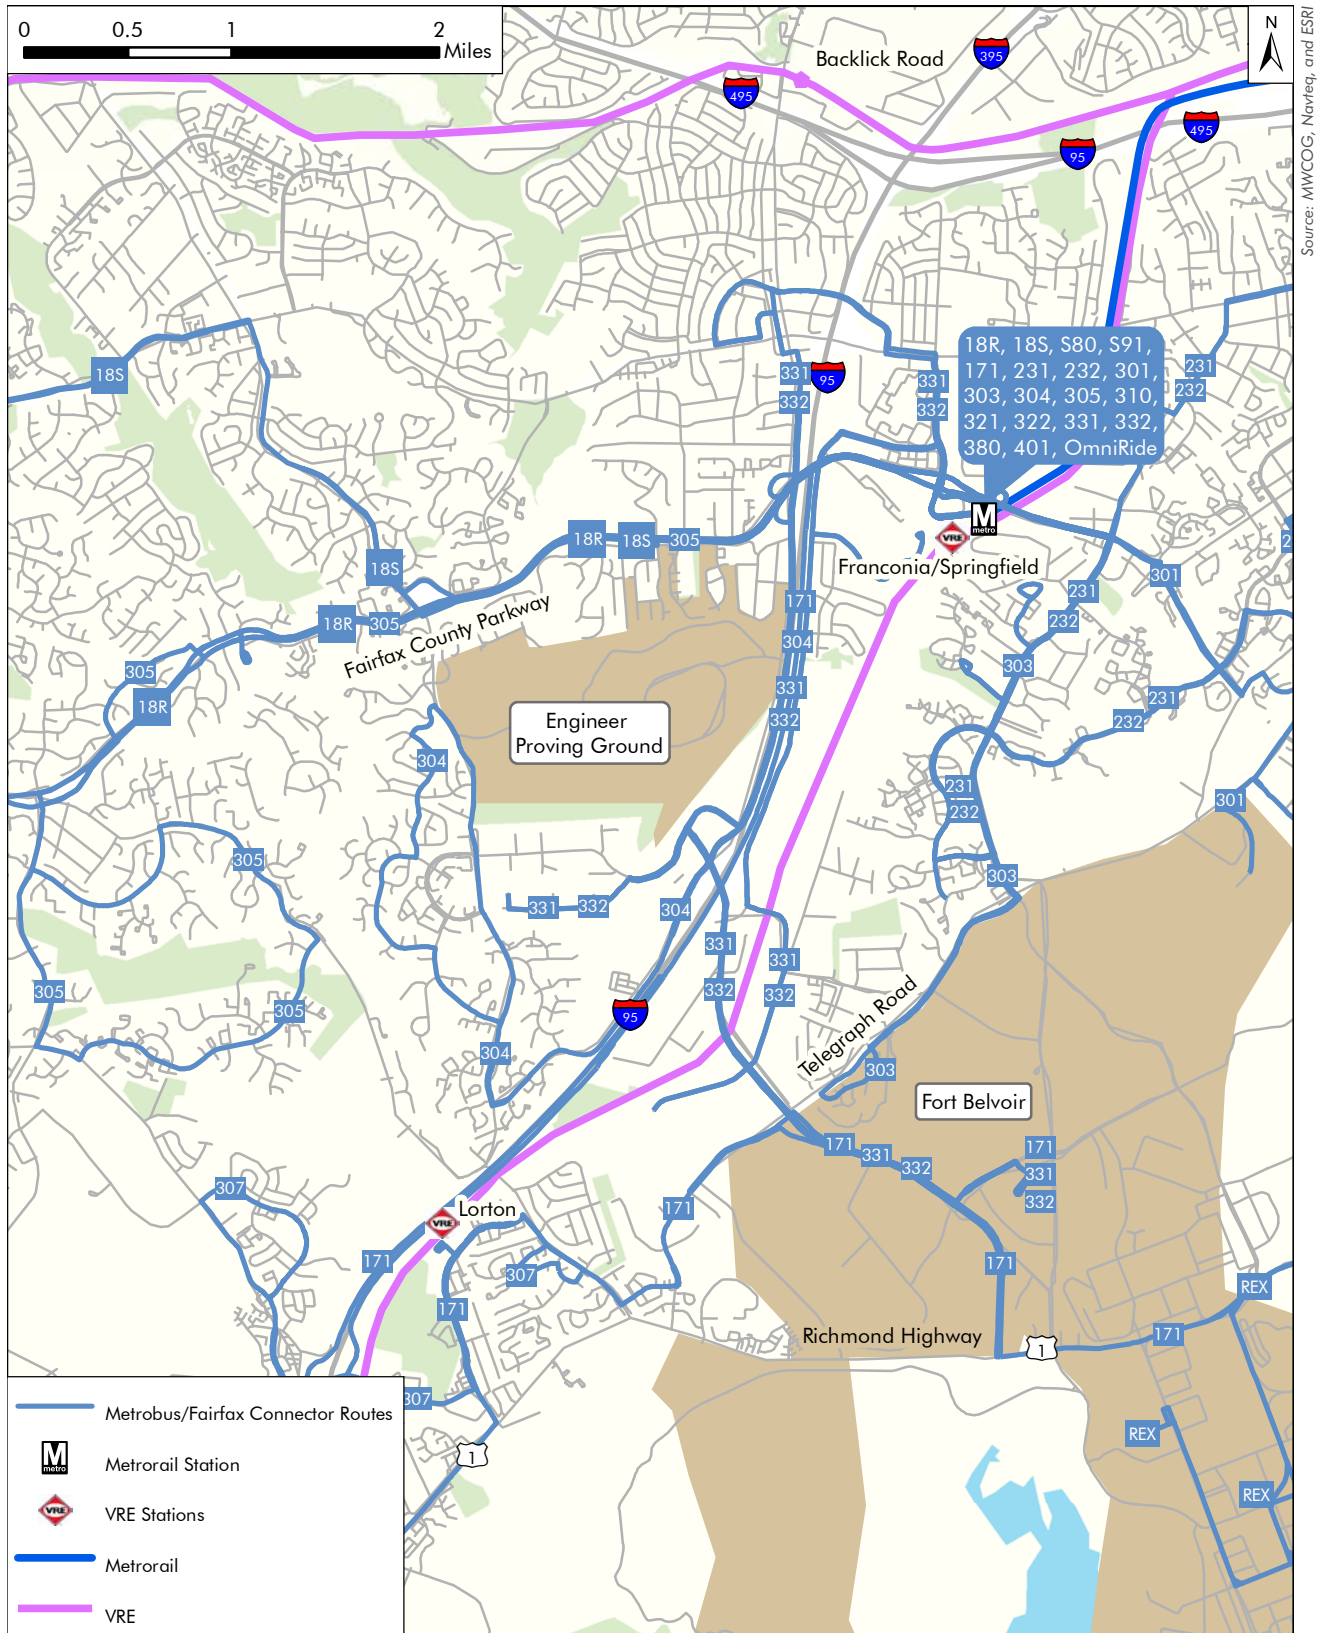 0 0.5 1 2 Miles
N
Source: MWCOG, Navteq, and ESRI
Backlick Road
395
495
95
495
18S
331
332
95
331
332
18R, 18S, S80, S91,
171, 231, 232, 301,
303, 304, 305, 310,
321, 322, 331, 332,
380, 401, OmniRide
231
232
M
metro
VRE
Franconia/Springfield
18R
18S
305
18S
18R
305
Fairfax County Parkway
301
231
232
303
171
304
331
332
305
18R
Engineer
Proving Ground
231
232
304
231
232
301
305
303
331
332
304
331
332
331
332
305
305
95
304
Telegraph Road
303
Fort Belvoir
171
331
332
171
331
332
307
171
Lorton
VRE
171
307
171
171
REX
Richmond Highway
1
171
307
1
REX
REX
Metrobus/Fairfax Connector Routes
M
metro
Metrorail Station
VRE
VRE Stations
Metrorail
VRE